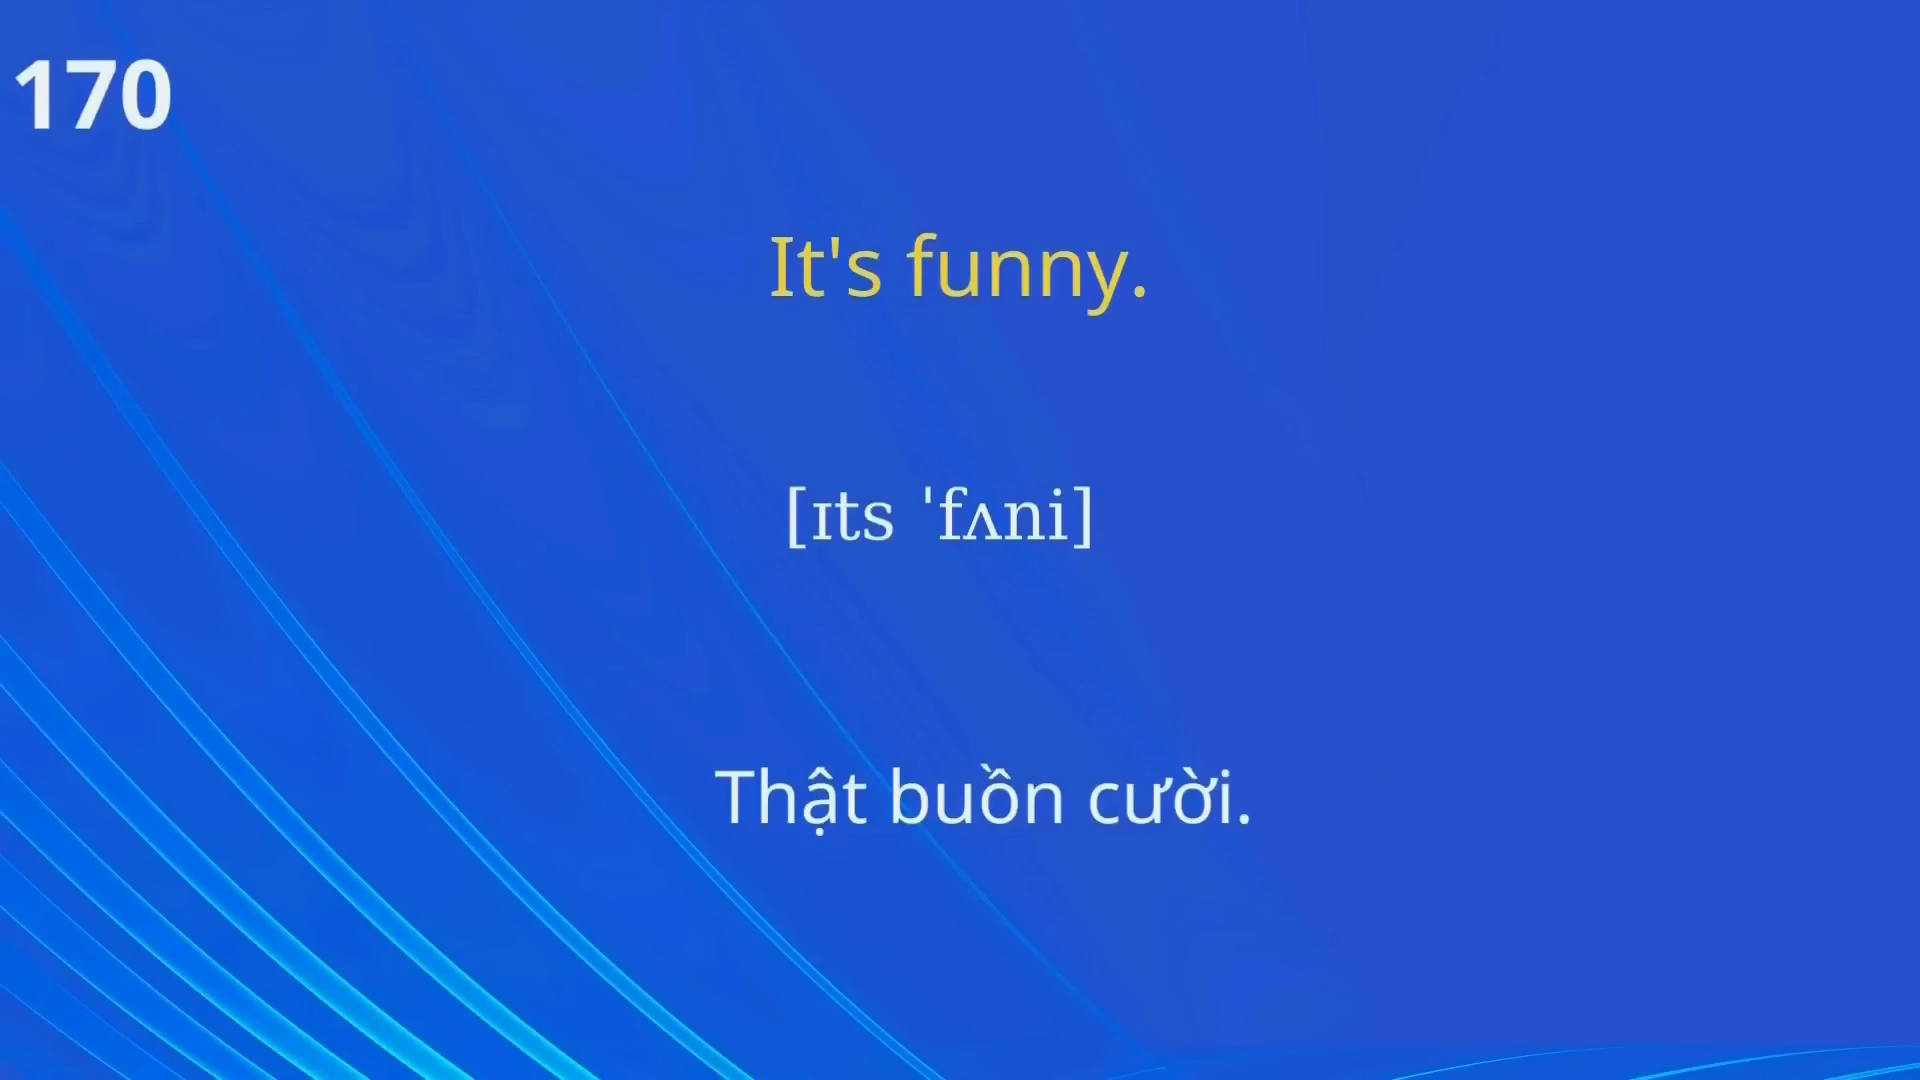 170
It's funny.
[ɪts ˈfʌni]
Thật buồn cười.